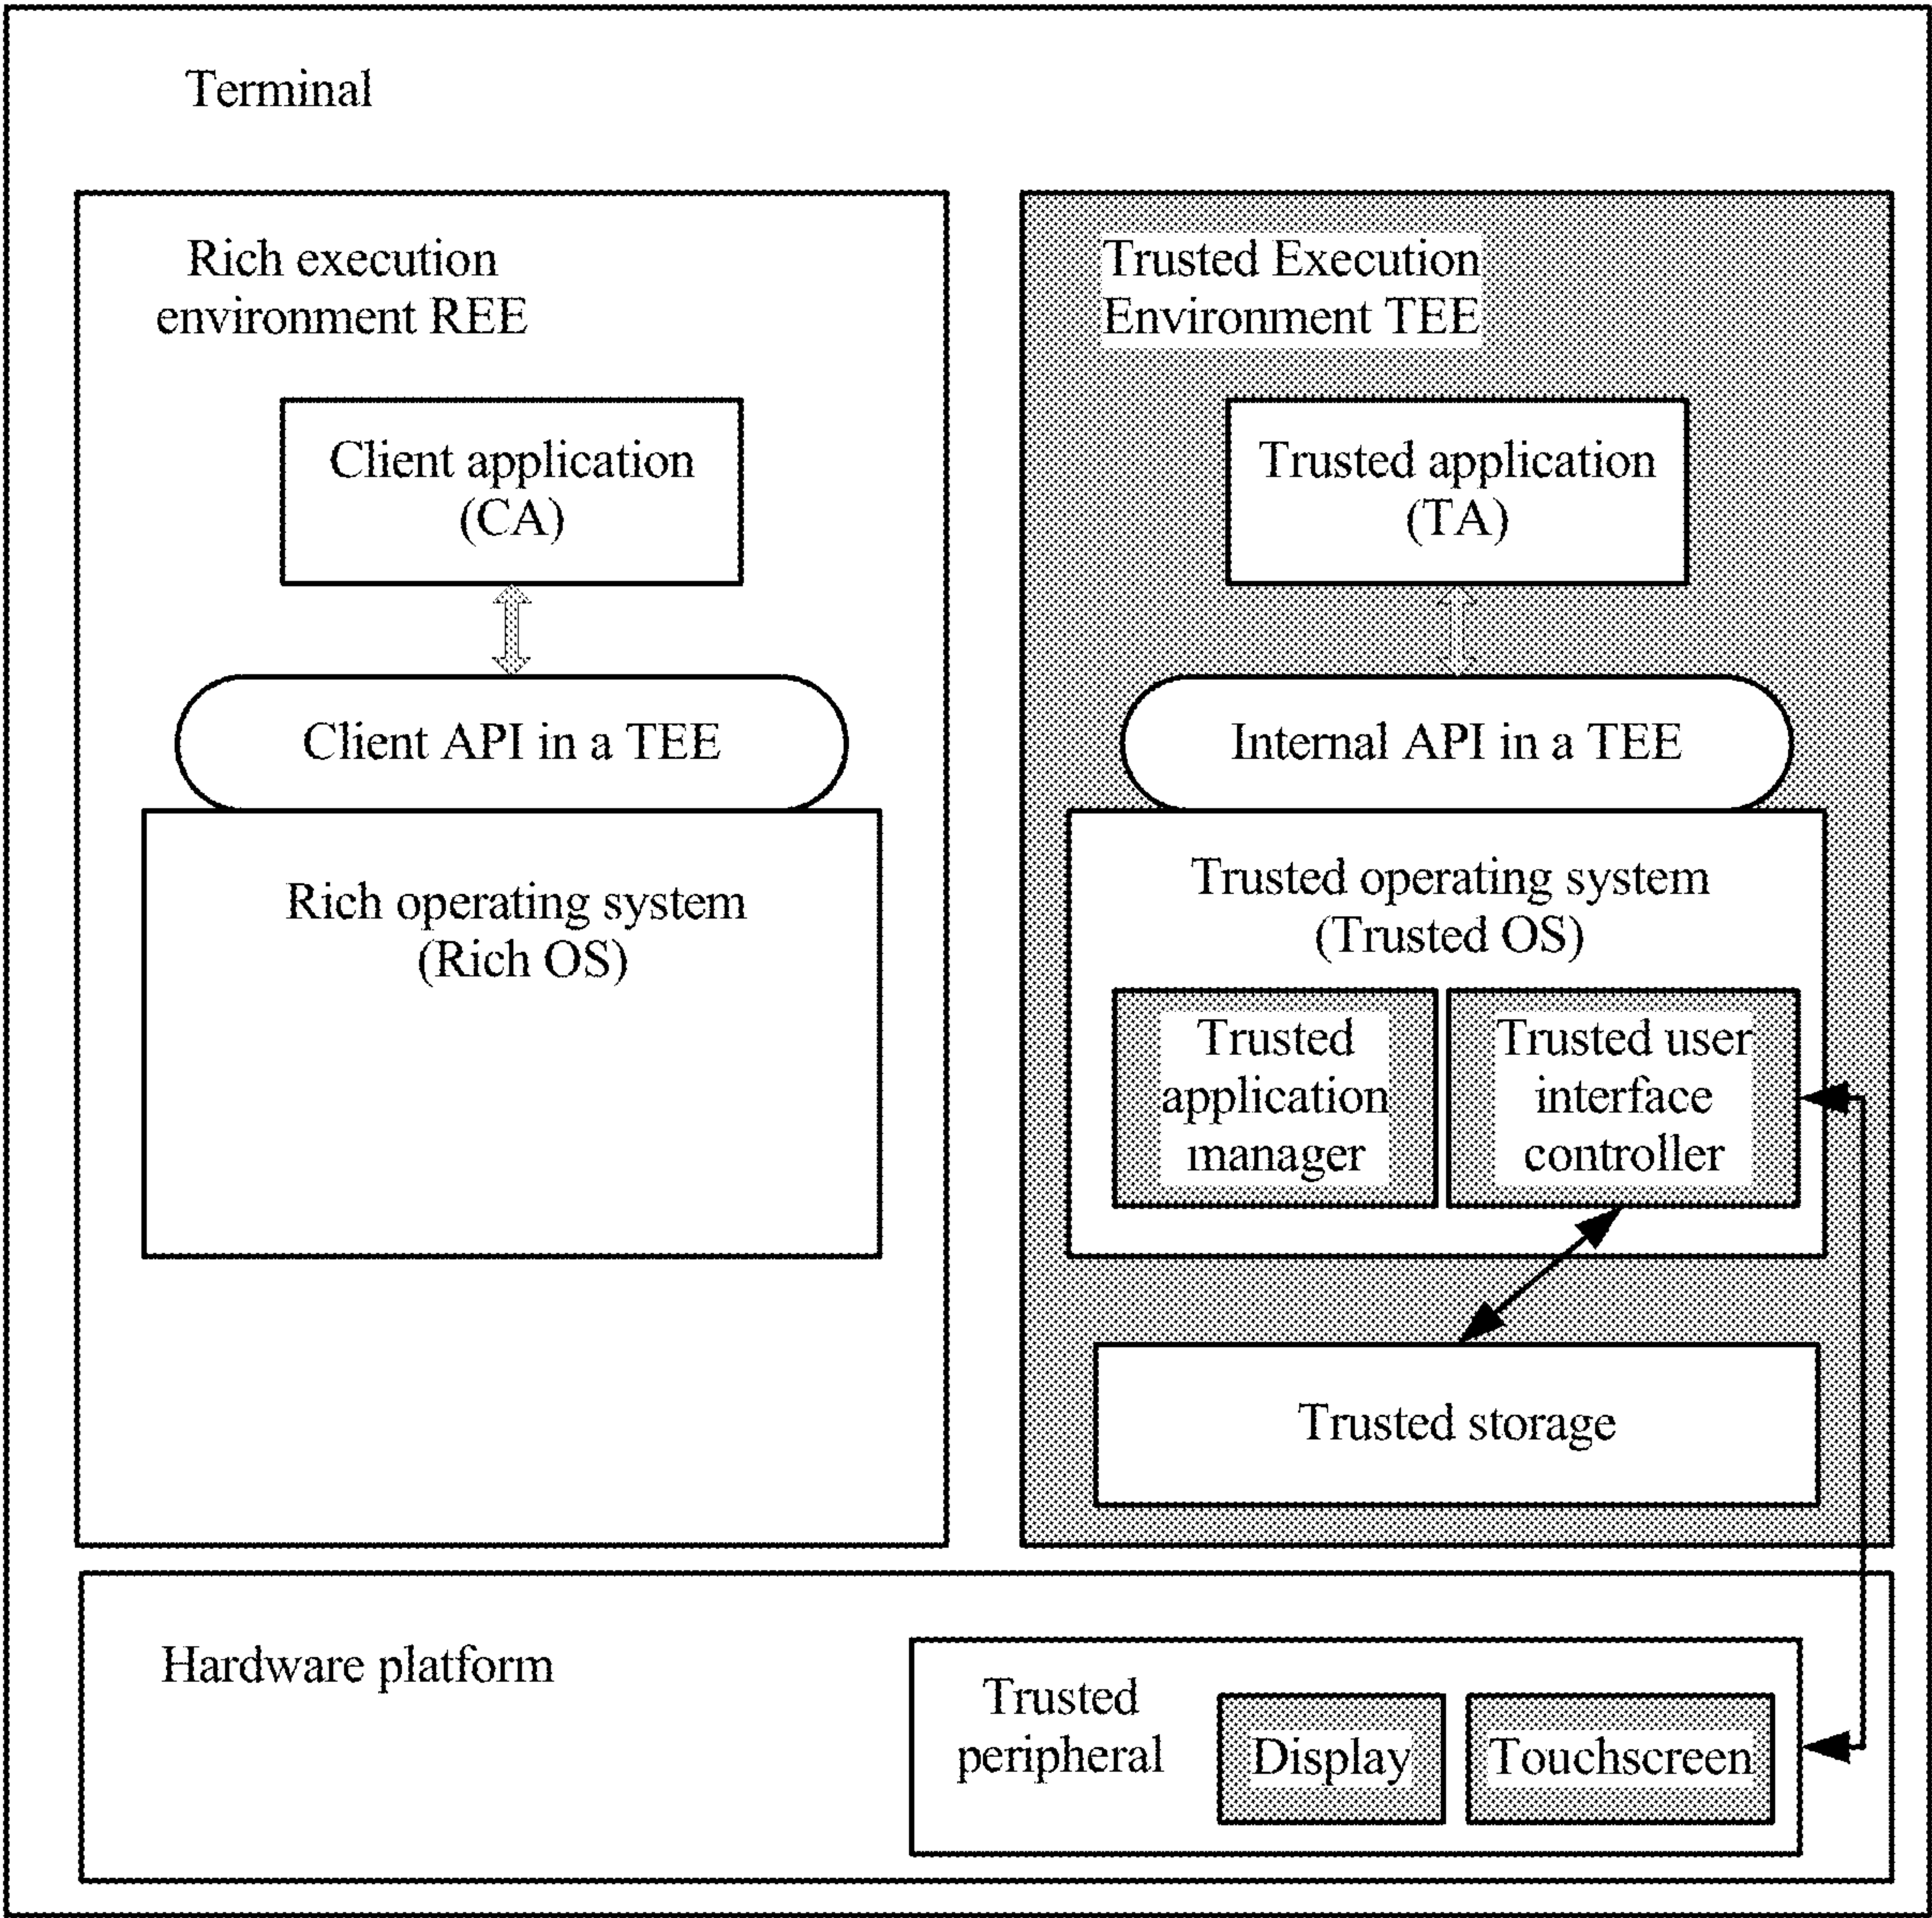 Terminal
Rich execution
environment REE
Client application
(CA)
Client API in a TEE
Rich operating system
(Rich OS)
Trusted Execution
Environment TEE
Trusted application
(TA)
Internal API in a TEE
Trusted operating system
(Trusted OS)
Trusted
application
manager
Trusted user
interface
controller
Trusted storage
Hardware platform
Trusted
peripheral
Display
Touchscreen